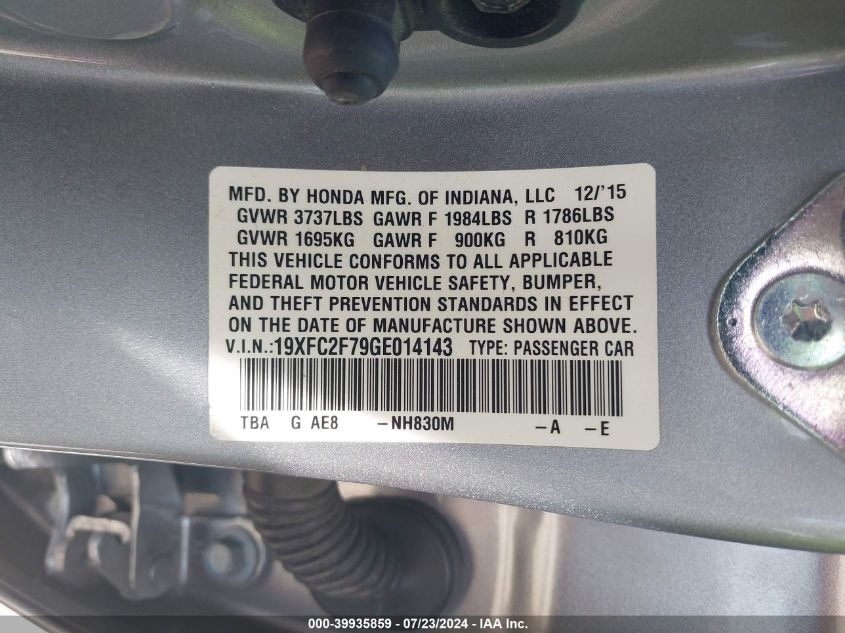 MFD. BY HONDA MFG. OF INDIANA, LLC 12/'15
GVWR 3737LBS GAWR F 1984LBS R 1786LBS
GVWR 1695KG GAWR F 900KG R 810KG
THIS VEHICLE CONFORMS TO ALL APPLICABLE
FEDERAL MOTOR VEHICLE SAFETY, BUMPER,
AND THEFT PREVENTION STANDARDS IN EFFECT
ON THE DATE OF MANUFACTURE SHOWN ABOVE.
V.I.N.:19XFC2F79GE014143 TYPE: PASSENGER CAR
TBA G AE8 -NH830M -A -E
000-39935859 / 07/23/2024 - IAAI.com.